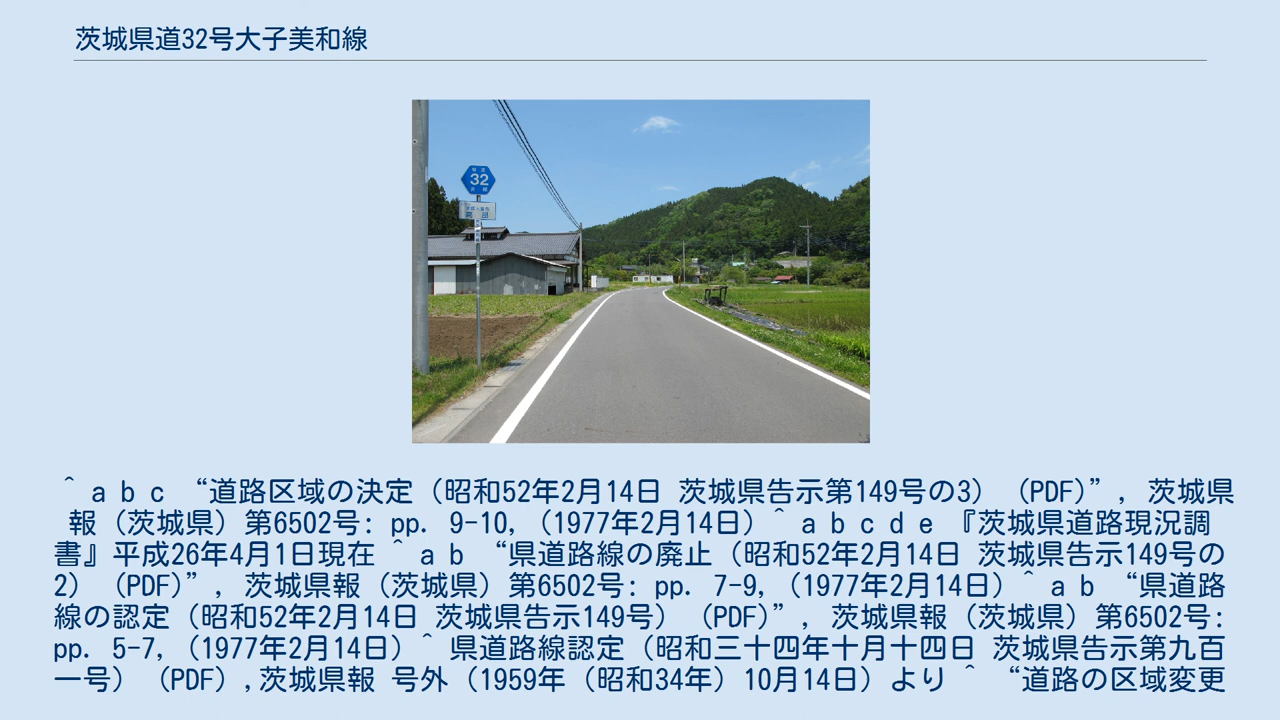 茨城県道32号大子美和線
32
^ a b c “道路区域の決定（昭和52年2月14日 茨城県告示第149号の3）（PDF)”, 茨城県
報（茨城県）第6502号: pp. 9-10,（1977年2月14日）^ a b c d e 『茨城県道路現況調
書』平成26年4月1日現在 ^ a b “県道路線の廃止（昭和52年2月14日 茨城県告示149号の
2）（PDF)”, 茨城県報（茨城県）第6502号: pp. 7-9,（1977年2月14日）^ a b “県道路
線の認定（昭和52年2月14日 茨城県告示149号）（PDF)”, 茨城県報（茨城県）第6502号:
pp. 5-7,（1977年2月14日）^ 県道路線認定（昭和三十四年十月十四日 茨城県告示第九百
一号）（PDF）,茨城県報 号外（1959年（昭和34年）10月14日）より ^ “道路の区域変更